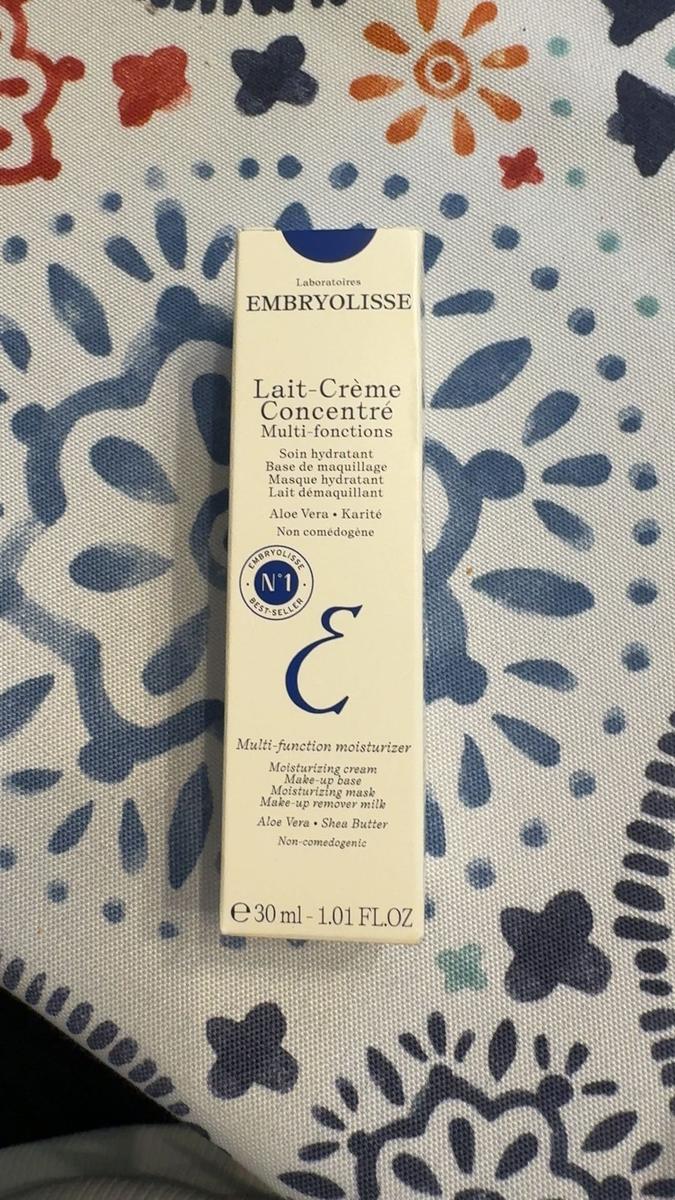 Laboratoires
EMBRYOLISSE
Lait-Crème
Concentré
Multi-fonctions
Soin hydratant
Base de maquillage
Masque hydratant
Lait démaquillant
Aloe Vera • Karité
Non comédogène
EMBRYOLISSE
N°1
BEST-SELLER
ε
Multi-function moisturizer
Moisturizing cream
Make-up base
Moisturizing mask
Make-up remover milk
Aloe Vera • Shea Butter
Non-comedogenic
℮ 30 ml - 1.01 FL.OZ